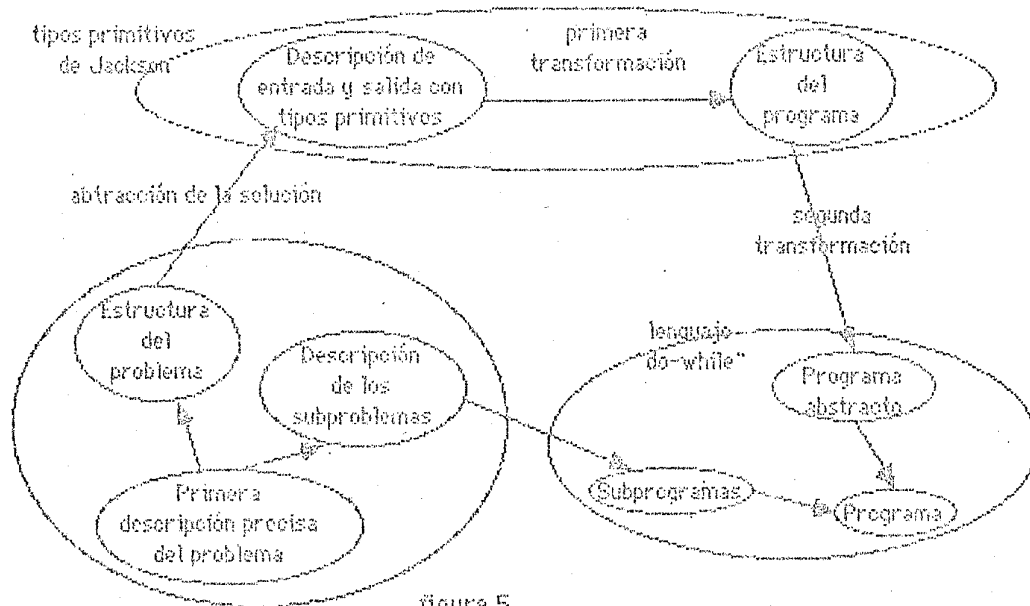 tipos primitivos
de Jackson
Descripción de
entrada y salida con
tipos primitivos
primera
transformación
Estructura
del
programa
abtracción de la solución
segunda
transformación
Estructura
del
problema
Descripción
de los
subproblemas
Primera
descripción precisa
del problema
lenguaje
"do-while"
Programa
abstracto
Subprogramas
Programa
figura 5